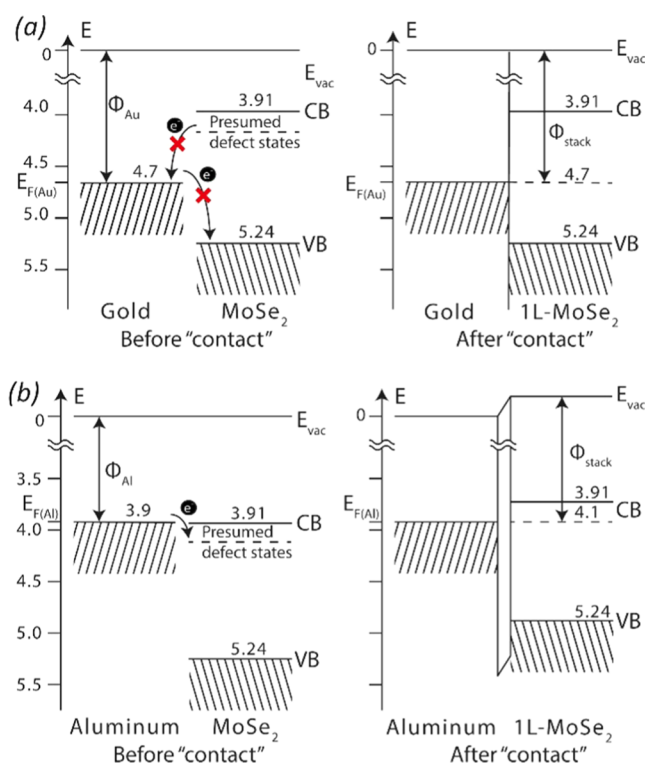 (a)
E
0
E_vac
Φ_Au
4.0
3.91
CB
e⁻
Presumed
defect states
4.5
4.7
E_F(Au)
e⁻
5.0
5.24
VB
5.5
Gold MoSe₂
Before "contact"
E
0
E_vac
3.91
CB
Φ_stack
4.7
E_F(Au)
5.24
VB
Gold 1L-MoSe₂
After "contact"
(b)
E
0
E_vac
Φ_Al
3.5
E_F(Al)
3.9
e⁻
3.91
CB
4.0
Presumed
defect states
4.5
5.0
5.24
VB
5.5
Aluminum MoSe₂
Before "contact"
E
0
E_vac
Φ_stack
3.91
E_F(Al)
4.1
CB
5.24
VB
Aluminum 1L-MoSe₂
After "contact"